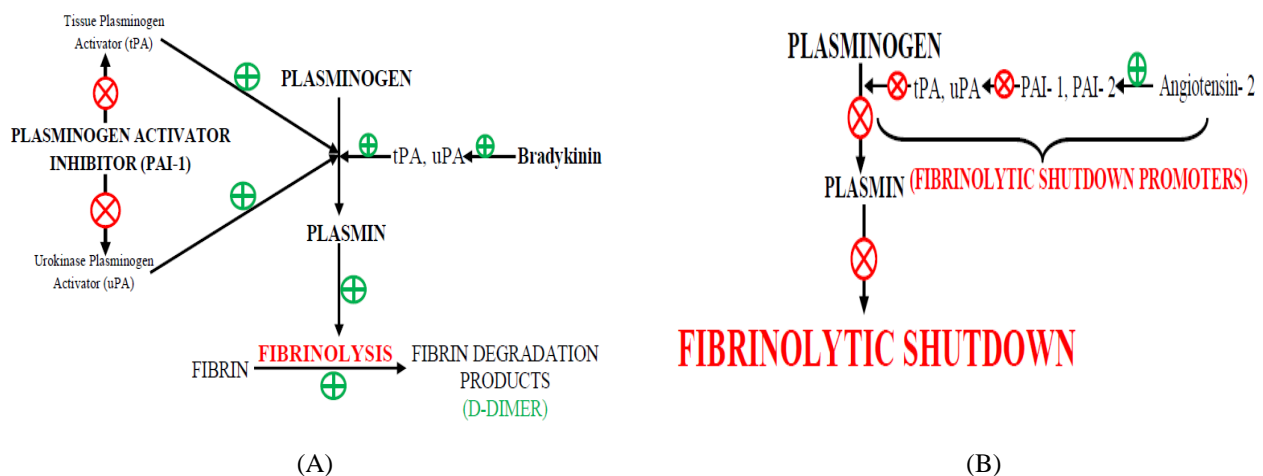 Tissue Plasminogen
Activator (tPA)
PLASMINOGEN
PLASMINOGEN ACTIVATOR
INHIBITOR (PAI-1)
tPA, uPA
Bradykinin
PLASMIN
Urokinase Plasminogen
Activator (uPA)
FIBRIN
FIBRINOLYSIS
FIBRIN DEGRADATION
PRODUCTS
(D-DIMER)
(A)
PLASMINOGEN
tPA, uPA
PAI- 1, PAI- 2
Angiotensin- 2
PLASMIN
(FIBRINOLYTIC SHUTDOWN PROMOTERS)
FIBRINOLYTIC SHUTDOWN
(B)